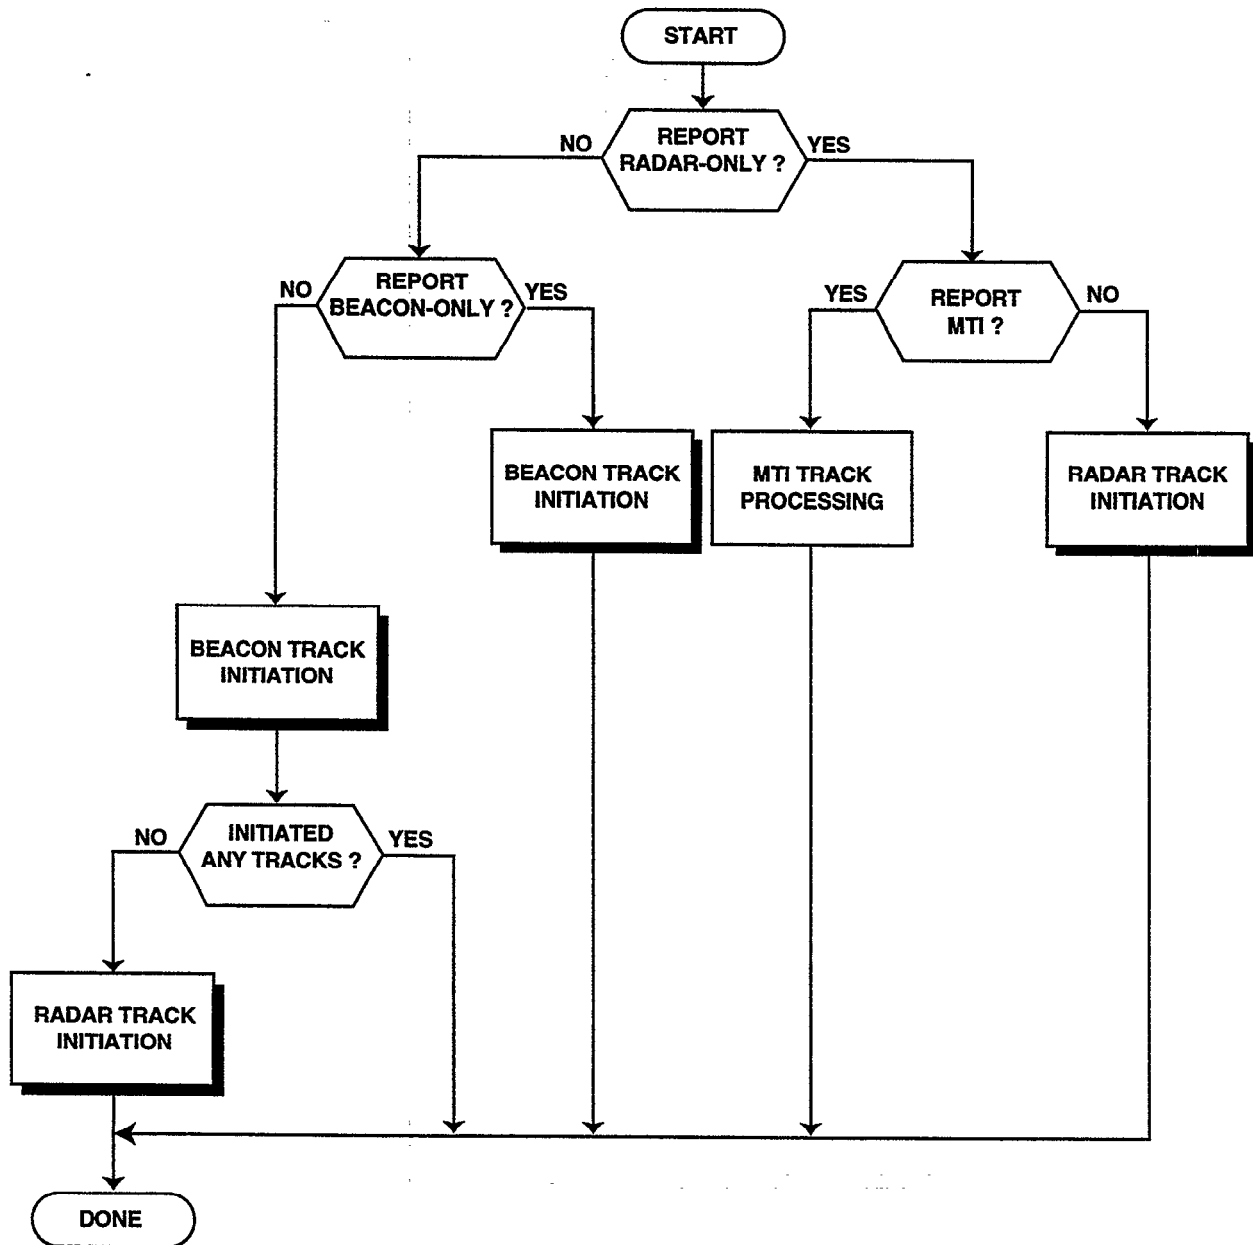 START
REPORT
RADAR-ONLY ?
NO
YES
REPORT
BEACON-ONLY ?
NO
YES
REPORT
MTI ?
YES
NO
BEACON TRACK
INITIATION
MTI TRACK
PROCESSING
RADAR TRACK
INITIATION
BEACON TRACK
INITIATION
INITIATED
ANY TRACKS ?
NO
YES
RADAR TRACK
INITIATION
DONE